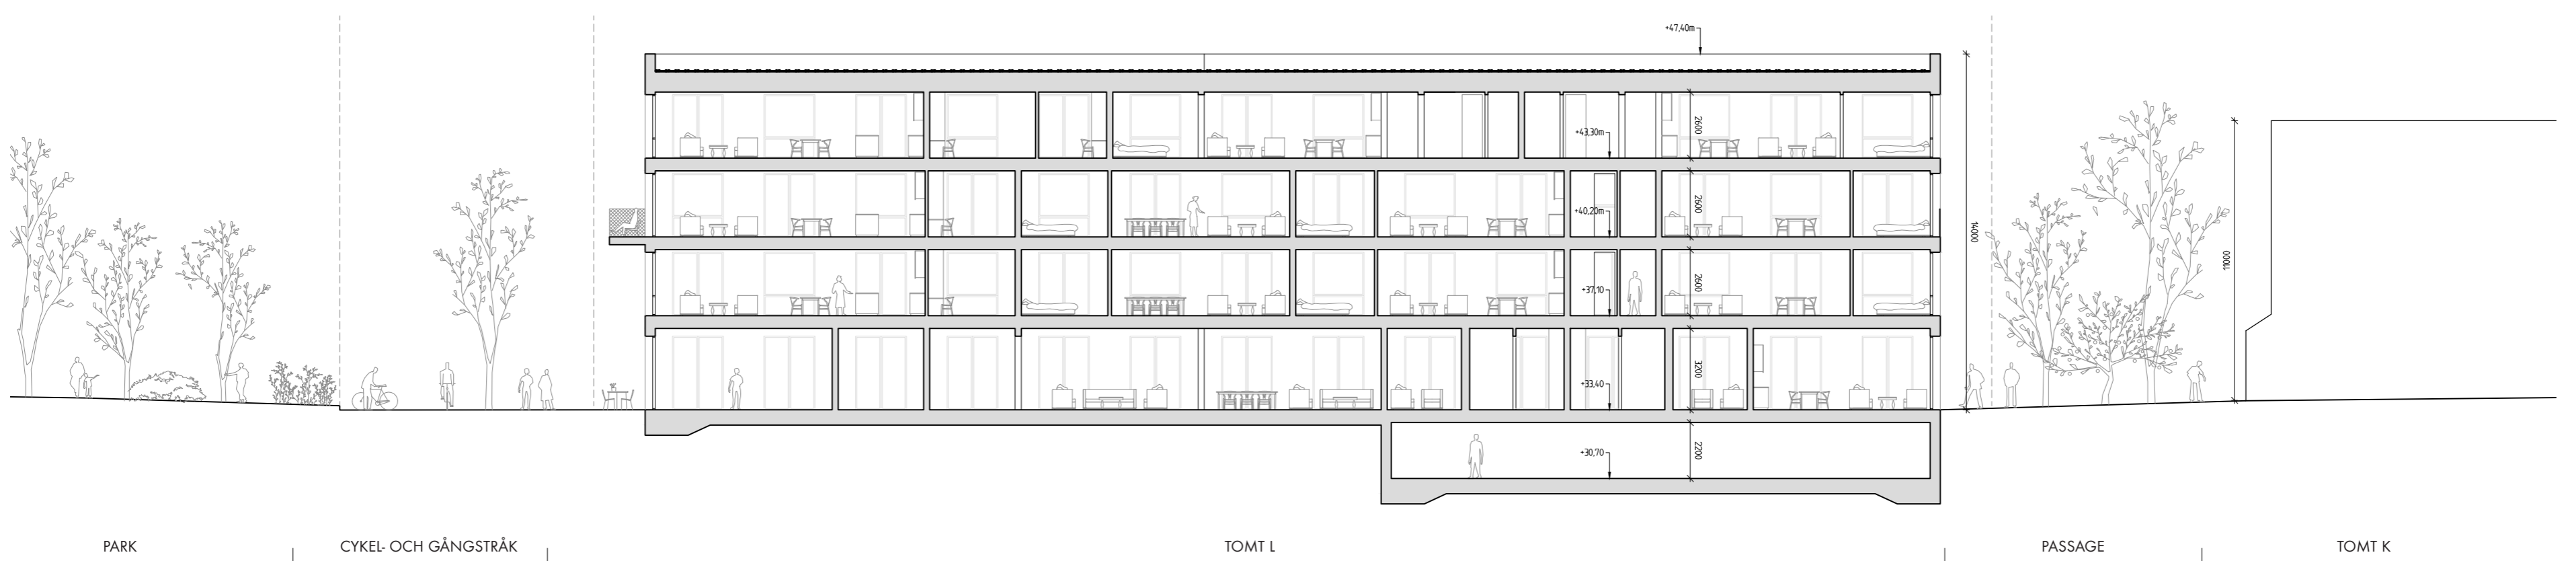 +47,40m
2600
+43,30m
2600
+40,20m
14000
11000
2600
+37,10
3200
+33,40
2200
+30,70
PARK
CYKEL- OCH GÅNGSTRÅK
TOMT L
PASSAGE
TOMT K